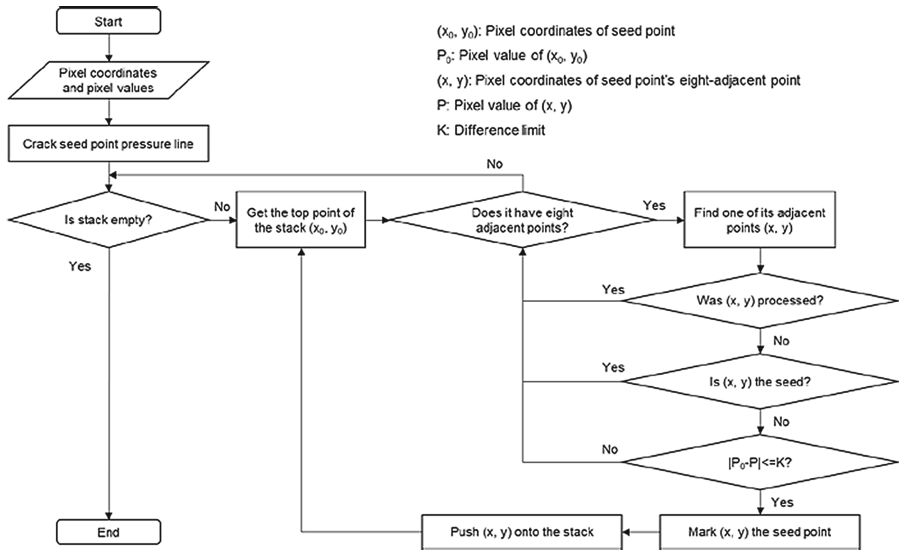 Start
(x₀, y₀): Pixel coordinates of seed point
P₀: Pixel value of (x₀, y₀)
(x, y): Pixel coordinates of seed point's eight-adjacent point
P: Pixel value of (x, y)
K: Difference limit
Pixel coordinates
and pixel values
Crack seed point pressure line
No
Is stack empty?
No
Get the top point of
the stack (x₀, y₀)
Does it have eight
adjacent points?
Yes
Find one of its adjacent
points (x, y)
Yes
Yes
Was (x, y) processed?
No
Yes
Is (x, y) the seed?
No
No
|P₀-P|<=K?
Yes
End
Push (x, y) onto the stack
Mark (x, y) the seed point